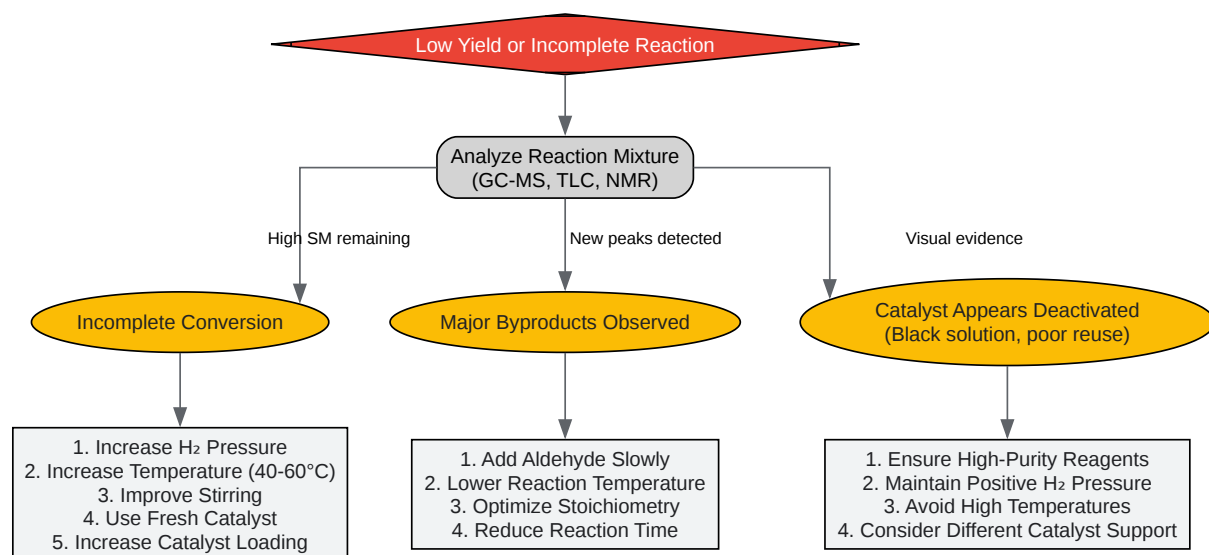 Low Yield or Incomplete Reaction
Analyze Reaction Mixture
(GC-MS, TLC, NMR)
High SM remaining
New peaks detected
Visual evidence
Incomplete Conversion
Major Byproducts Observed
Catalyst Appears Deactivated
(Black solution, poor reuse)
1. Increase H₂ Pressure
2. Increase Temperature (40-60°C)
3. Improve Stirring
4. Use Fresh Catalyst
5. Increase Catalyst Loading
1. Add Aldehyde Slowly
2. Lower Reaction Temperature
3. Optimize Stoichiometry
4. Reduce Reaction Time
1. Ensure High-Purity Reagents
2. Maintain Positive H₂ Pressure
3. Avoid High Temperatures
4. Consider Different Catalyst Support